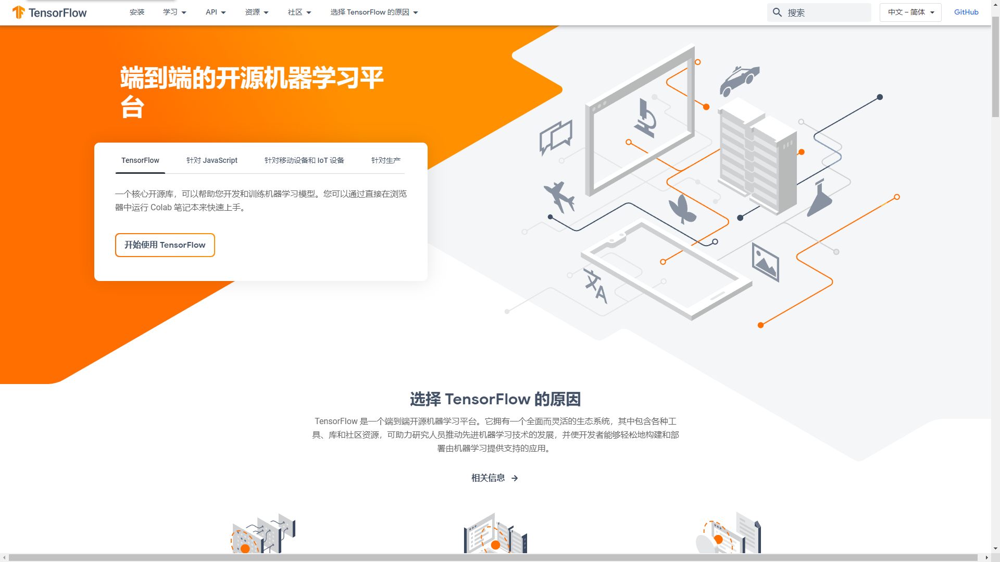 TensorFlow
安装
学习
API
资源
社区
选择 TensorFlow 的原因
搜索
中文 – 简体
GitHub
端到端的开源机器学习平
台
TensorFlow
针对 JavaScript
针对移动设备和 IoT 设备
针对生产
一个核心开源库，可以帮助您开发和训练机器学习模型。您可以通过直接在浏览
器中运行 Colab 笔记本来快速上手。
开始使用 TensorFlow
文A
选择 TensorFlow 的原因
TensorFlow 是一个端到端开源机器学习平台。它拥有一个全面而灵活的生态系统，其中包含各种工
具、库和社区资源，可助力研究人员推动先进机器学习技术的发展，并使开发者能够轻松地构建和部
署由机器学习提供支持的应用。
相关信息